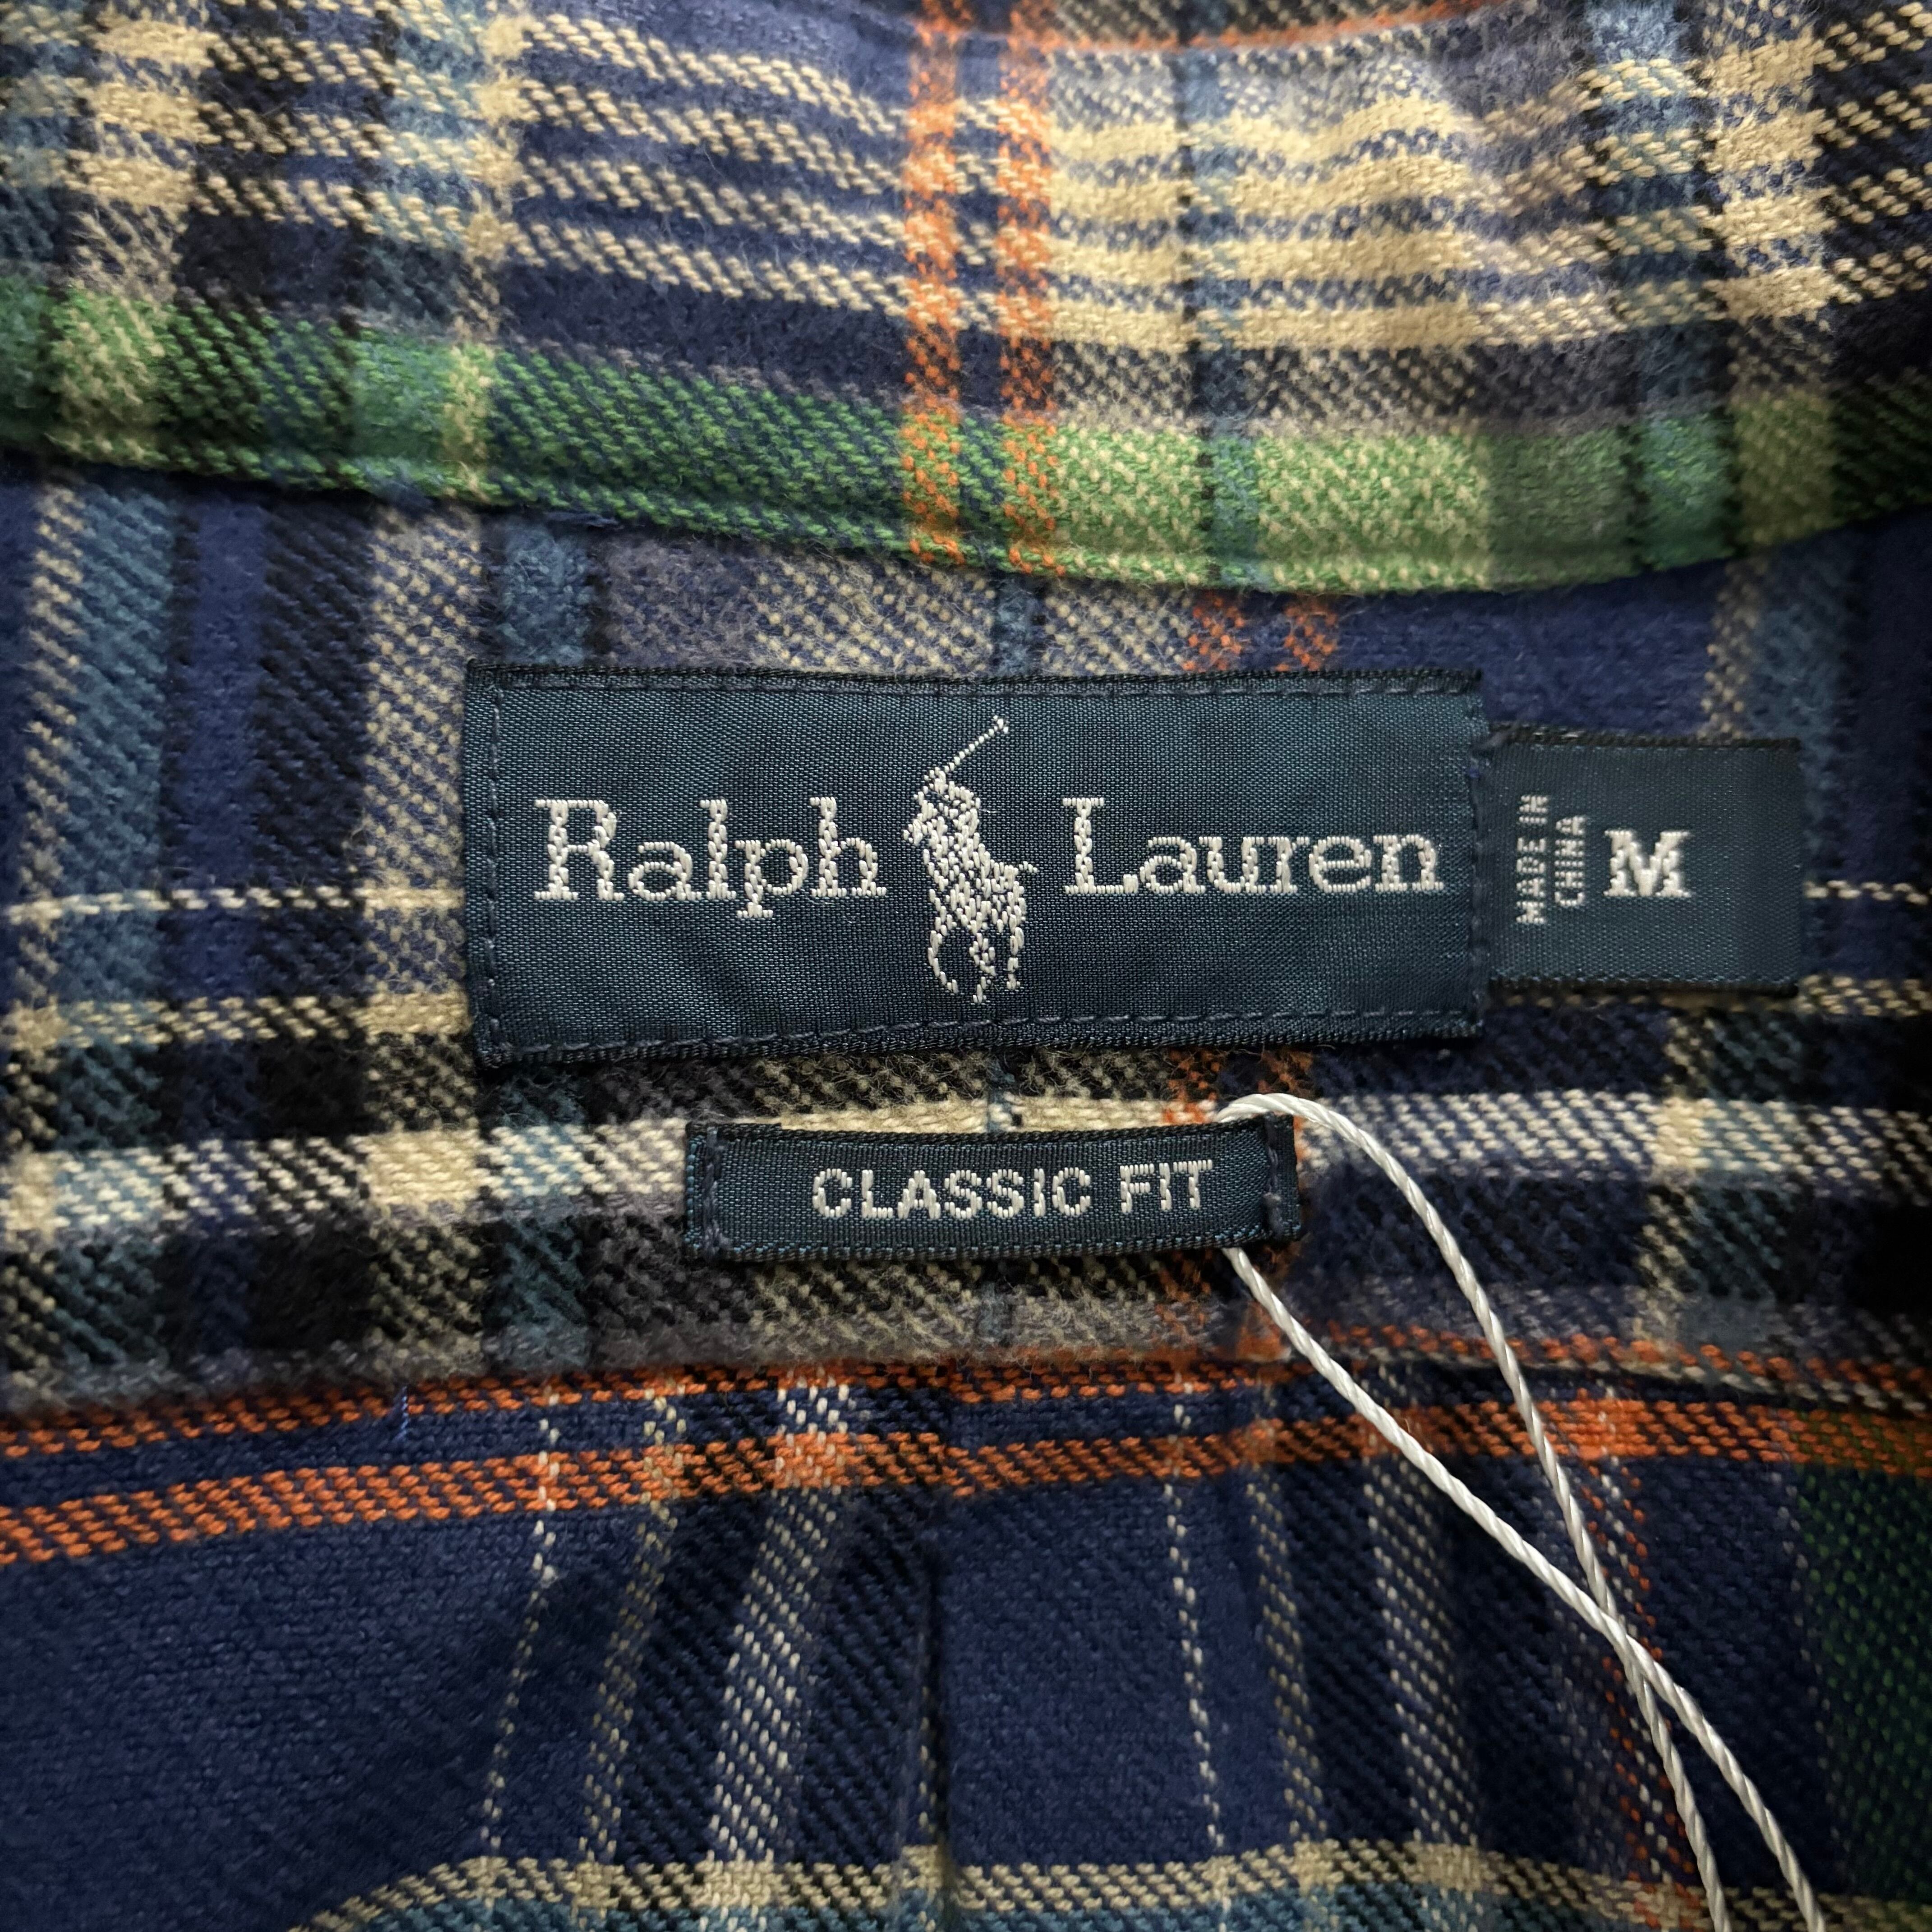 Ralph Lauren
MADE IN
CHINA
M
CLASSIC FIT